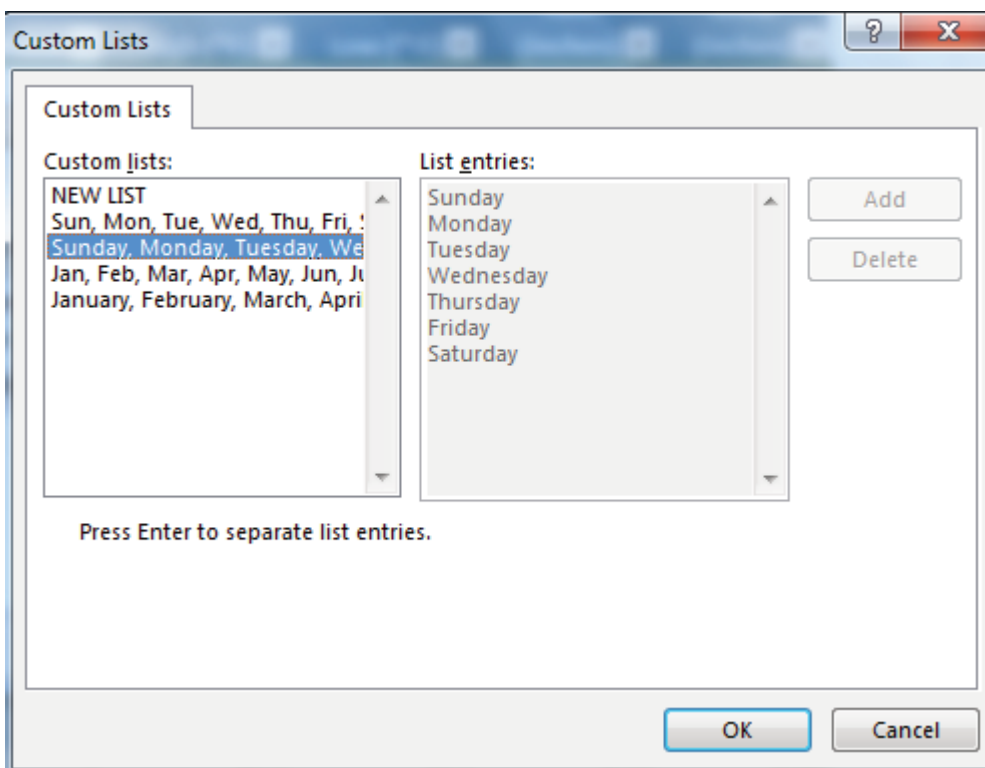 Custom Lists
Custom Lists
Custom lists:
NEW LIST
Sun, Mon, Tue, Wed, Thu, Fri,
Sunday, Monday, Tuesday, We
Jan, Feb, Mar, Apr, May, Jun, Ju
January, February, March, Apri
List entries:
Sunday
Monday
Tuesday
Wednesday
Thursday
Friday
Saturday
Add
Delete
Press Enter to separate list entries.
OK
Cancel